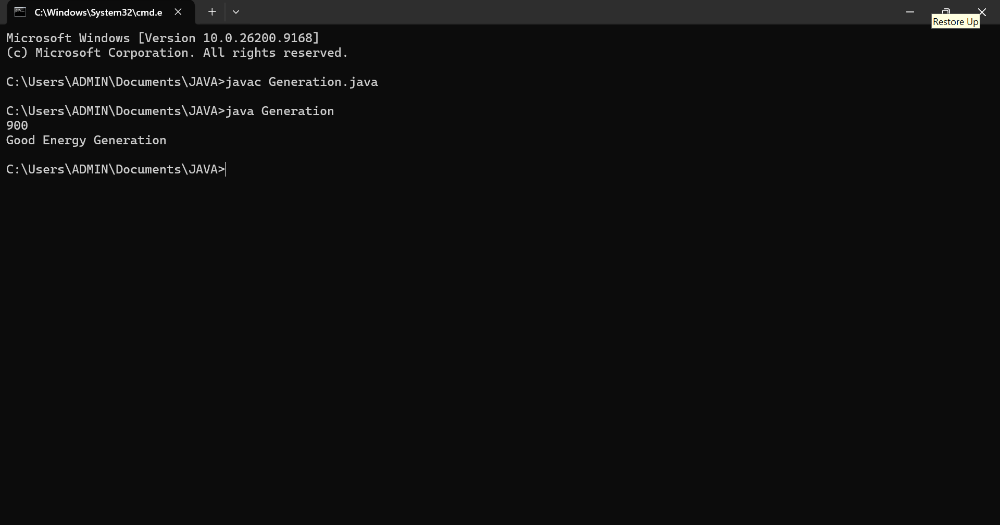 C:\Windows\System32\cmd.e
Restore Up
Microsoft Windows [Version 10.0.26200.9168]
(c) Microsoft Corporation. All rights reserved.
C:\Users\ADMIN\Documents\JAVA>javac Generation.java
C:\Users\ADMIN\Documents\JAVA>java Generation
900
Good Energy Generation
C:\Users\ADMIN\Documents\JAVA>